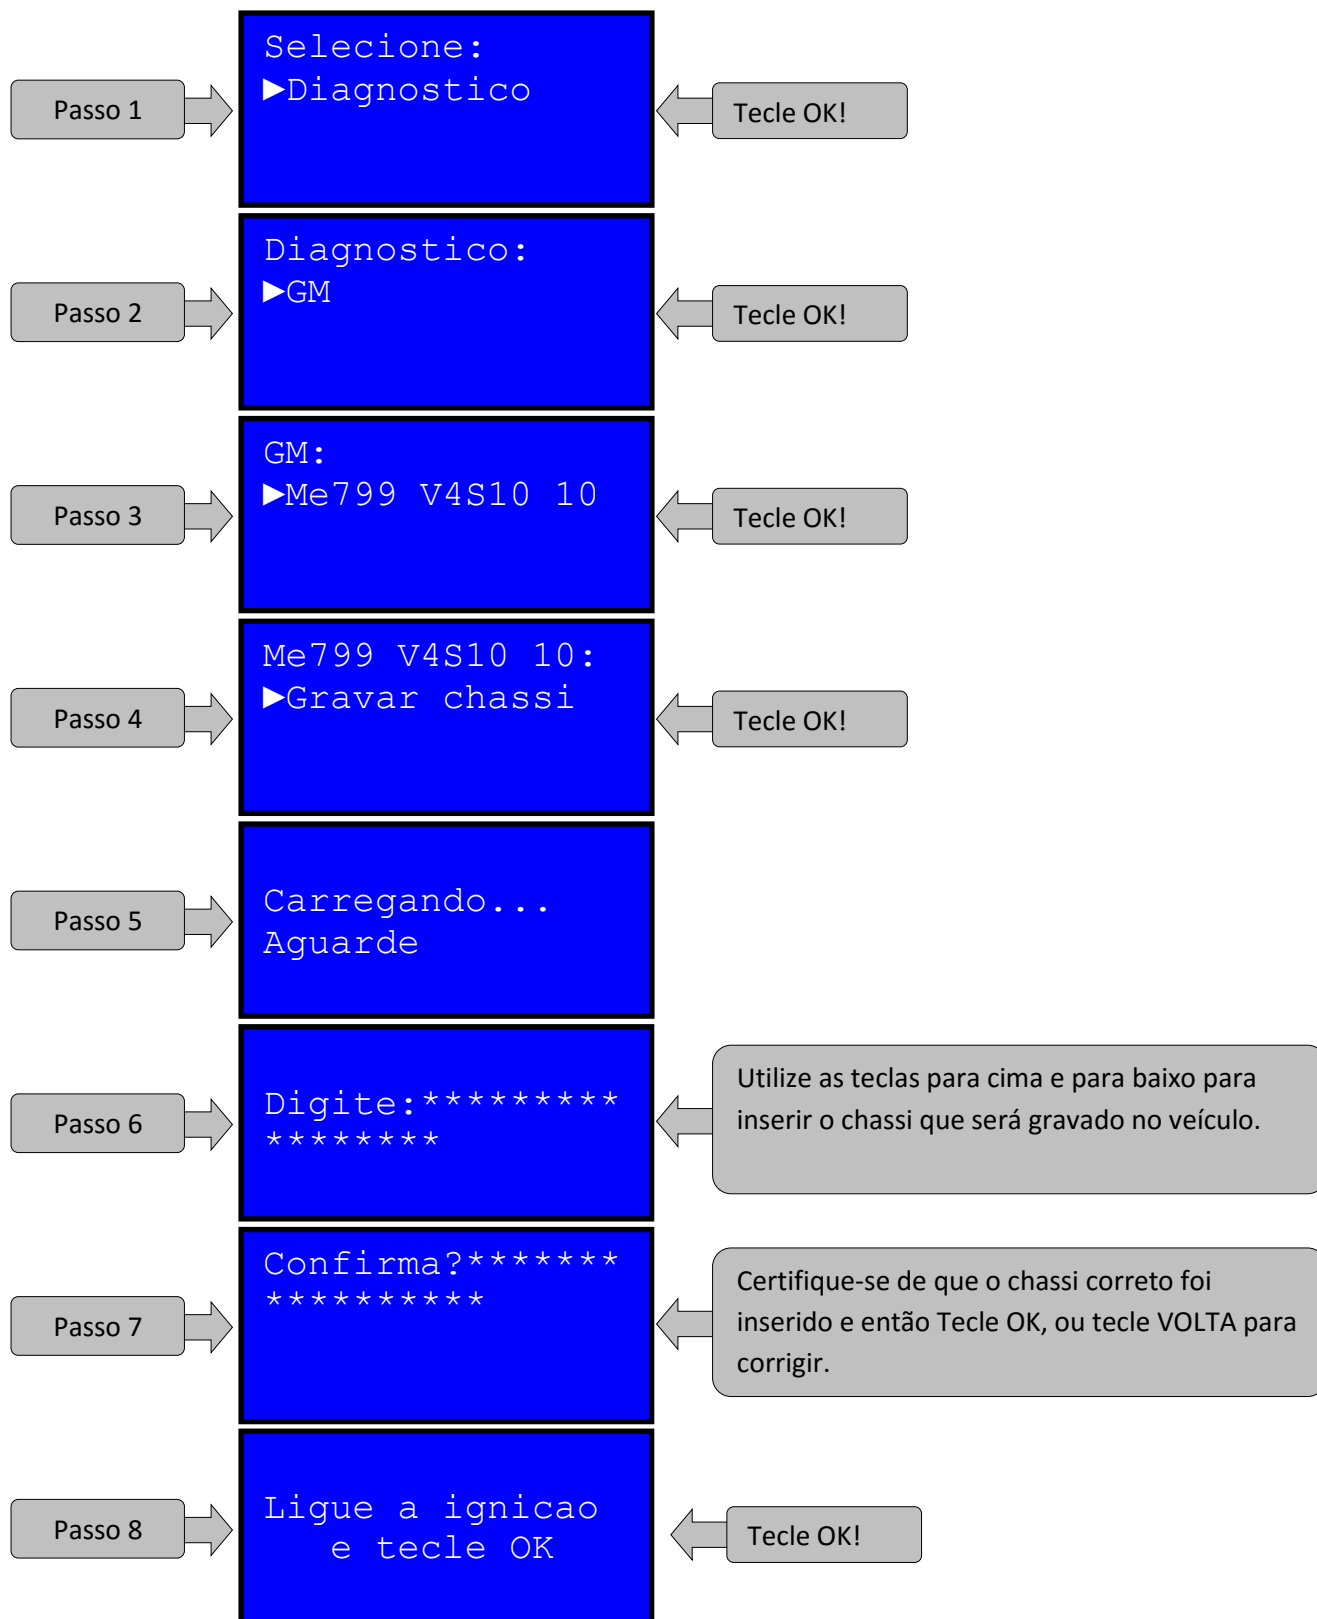 Passo 1
Selecione:
►Diagnostico
Tecle OK!
Passo 2
Diagnostico:
►GM
Tecle OK!
Passo 3
GM:
►Me799 V4S10 10
Tecle OK!
Passo 4
Me799 V4S10 10:
►Gravar chassi
Tecle OK!
Passo 5
Carregando...
Aguarde
Passo 6
Digite:*********
********
Utilize as teclas para cima e para baixo para
inserir o chassi que será gravado no veículo.
Passo 7
Confirma?*******
**********
Certifique-se de que o chassi correto foi
inserido e então Tecle OK, ou tecle VOLTA para
corrigir.
Passo 8
Ligue a ignicao
e tecle OK
Tecle OK!